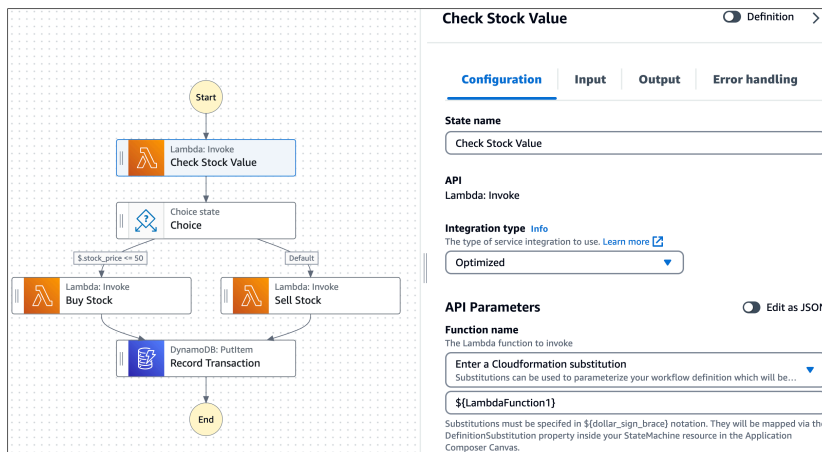 Start
Lambda: Invoke
Check Stock Value
Choice state
Choice
$.stock_price <= 50
Default
Lambda: Invoke
Buy Stock
Lambda: Invoke
Sell Stock
DynamoDB: PutItem
Record Transaction
End
Check Stock Value
Definition
Configuration
Input
Output
Error handling
State name
Check Stock Value
API
Lambda: Invoke
Integration type Info
The type of service integration to use. Learn more
Optimized
API Parameters
Edit as JSON
Function name
The Lambda function to invoke
Enter a Cloudformation substitution
Substitutions can be used to parameterize your workflow definition which will be...
${LambdaFunction1}
Substitutions must be specifed in ${dollar_sign_brace} notation. They will be mapped via the
DefinitionSubstitution property inside your StateMachine resource in the Application
Composer Canvas.